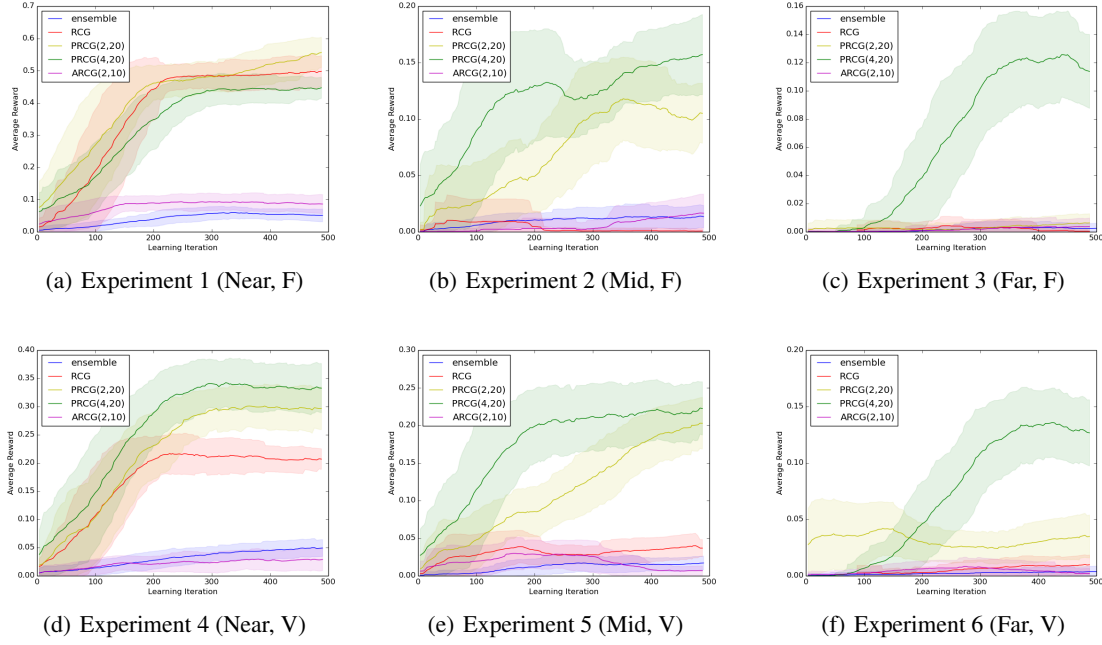 ensemble
RCG
PRCG(2,20)
PRCG(4,20)
ARCG(2,10)
Average Reward
0.7
0.6
0.5
0.4
0.3
0.2
0.1
0.0
0 100 200 300 400 500
Learning Iteration
(a) Experiment 1 (Near, F)
ensemble
RCG
PRCG(2,20)
PRCG(4,20)
ARCG(2,10)
Average Reward
0.20
0.15
0.10
0.05
0.00
0 100 200 300 400 500
Learning Iteration
(b) Experiment 2 (Mid, F)
ensemble
RCG
PRCG(2,20)
PRCG(4,20)
ARCG(2,10)
Average Reward
0.16
0.14
0.12
0.10
0.08
0.06
0.04
0.02
0.00
0 100 200 300 400 500
Learning Iteration
(c) Experiment 3 (Far, F)
ensemble
RCG
PRCG(2,20)
PRCG(4,20)
ARCG(2,10)
Average Reward
0.40
0.35
0.30
0.25
0.20
0.15
0.10
0.05
0.00
0 100 200 300 400 500
Learning Iteration
(d) Experiment 4 (Near, V)
ensemble
RCG
PRCG(2,20)
PRCG(4,20)
ARCG(2,10)
Average Reward
0.30
0.25
0.20
0.15
0.10
0.05
0.00
0 100 200 300 400 500
Learning Iteration
(e) Experiment 5 (Mid, V)
ensemble
RCG
PRCG(2,20)
PRCG(4,20)
ARCG(2,10)
Average Reward
0.20
0.15
0.10
0.05
0.00
0 100 200 300 400 500
Learning Iteration
(f) Experiment 6 (Far, V)